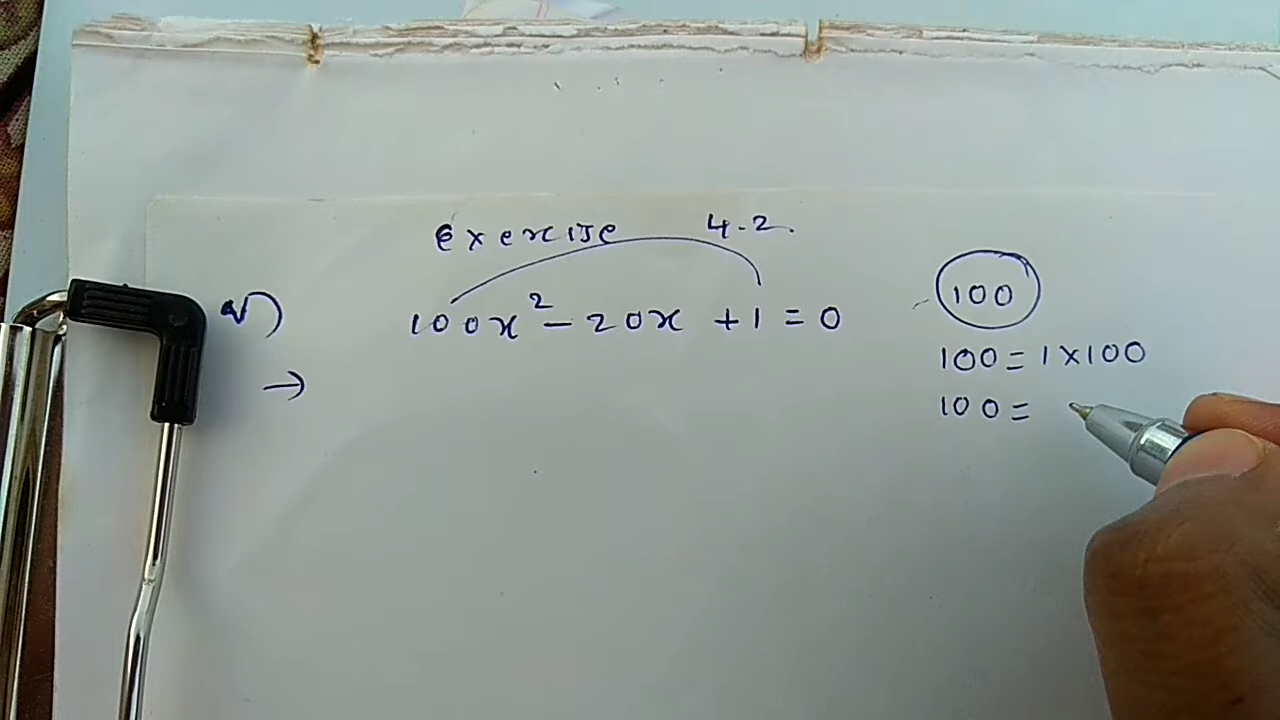 exercise 4.2.
v)
100x² - 20x + 1 = 0
→
100
100 = 1 × 100
100 =